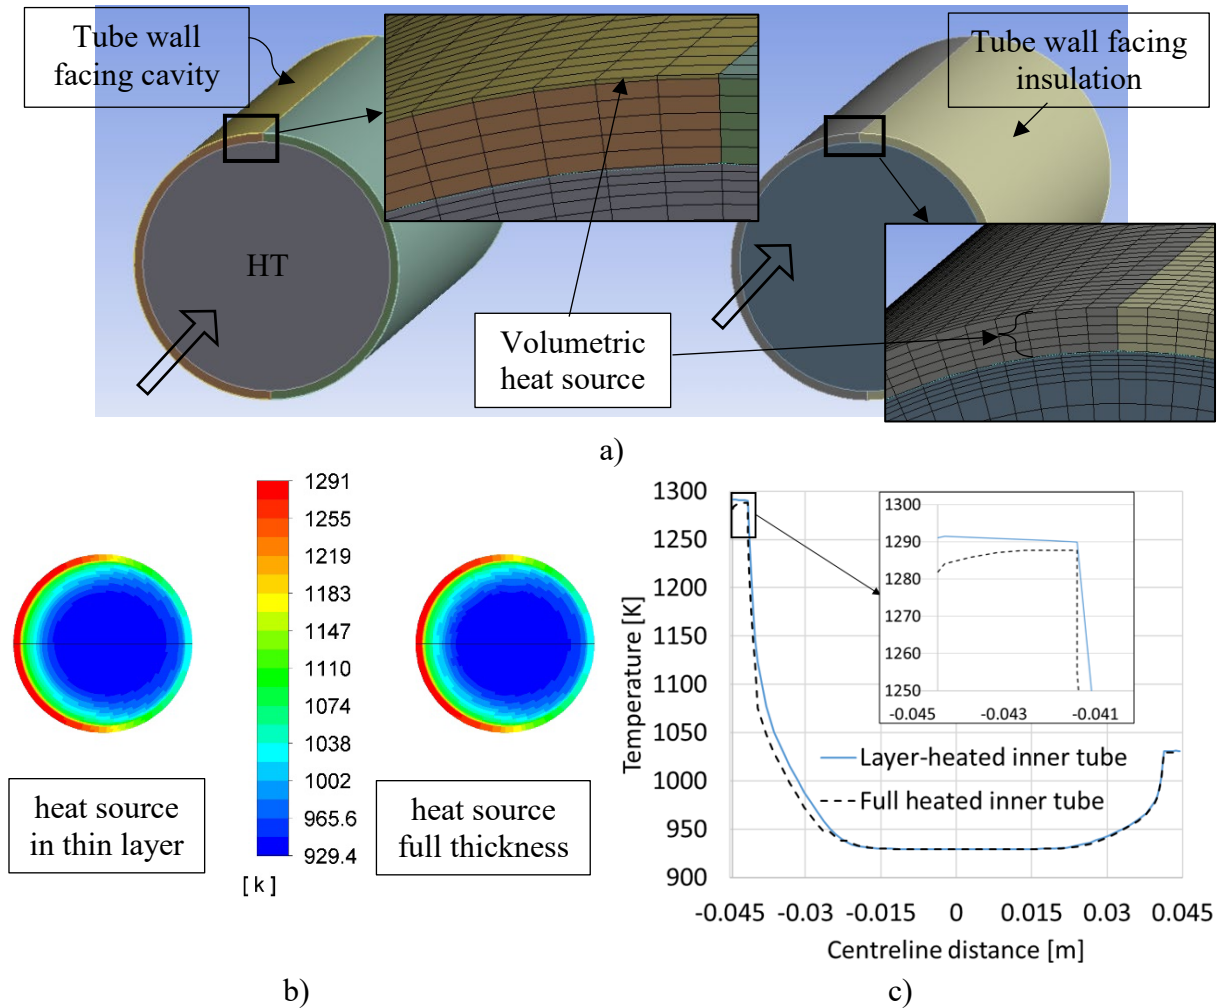 Tube wall
facing cavity
Tube wall facing
insulation
HT
Volumetric
heat source
a)
1291
1255
1219
1183
1147
1110
1074
1038
1002
965.6
929.4
[ k ]
heat source
in thin layer
heat source
full thickness
b)
Temperature [K]
1300
1250
1200
1150
1100
1050
1000
950
900
-0.045 -0.03 -0.015 0 0.015 0.03 0.045
Centreline distance [m]
1300
1290
1280
1270
1260
1250
-0.045 -0.043 -0.041
Layer-heated inner tube
Full heated inner tube
c)